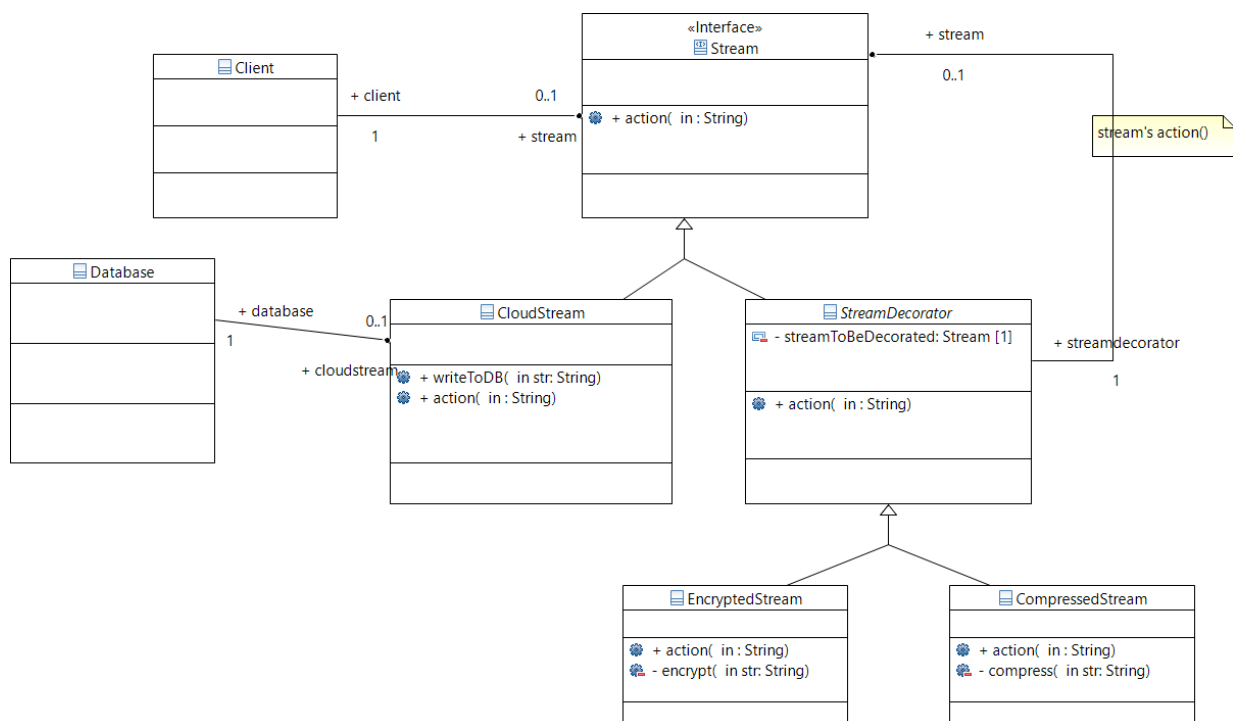 «Interface»
Stream
+ action(  in : String)
Client
+ client
0..1
1
+ stream
+ stream
0..1
stream's action()
Database
+ database
0..1
1
+ cloudstream
CloudStream
+ writeToDB(  in str: String)
+ action(  in : String)
StreamDecorator
- streamToBeDecorated: Stream [1]
+ action(  in : String)
+ streamdecorator
1
EncryptedStream
+ action(  in : String)
- encrypt(  in str: String)
CompressedStream
+ action(  in : String)
- compress(  in str: String)